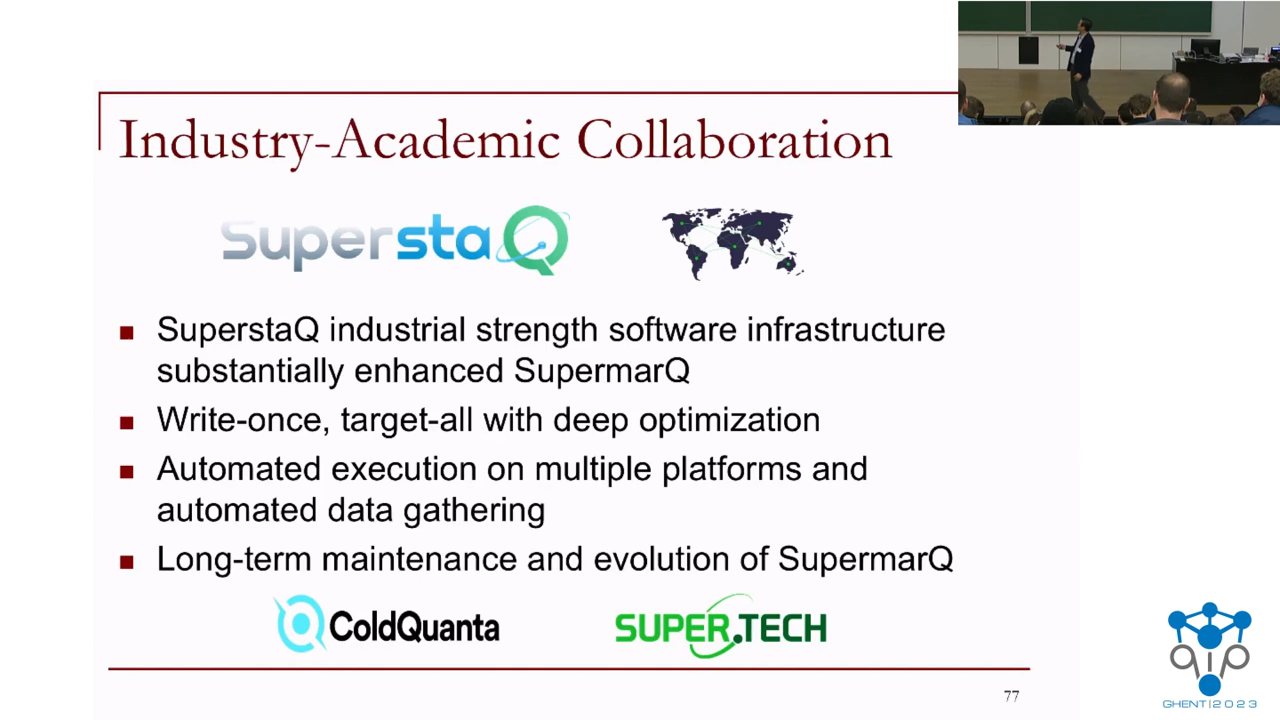 Industry-Academic Collaboration
SuperstaQ
SuperstaQ industrial strength software infrastructure
substantially enhanced SupermarQ
Write-once, target-all with deep optimization
Automated execution on multiple platforms and
automated data gathering
Long-term maintenance and evolution of SupermarQ
ColdQuanta
SUPER.TECH
77
qip
GHENT|2023